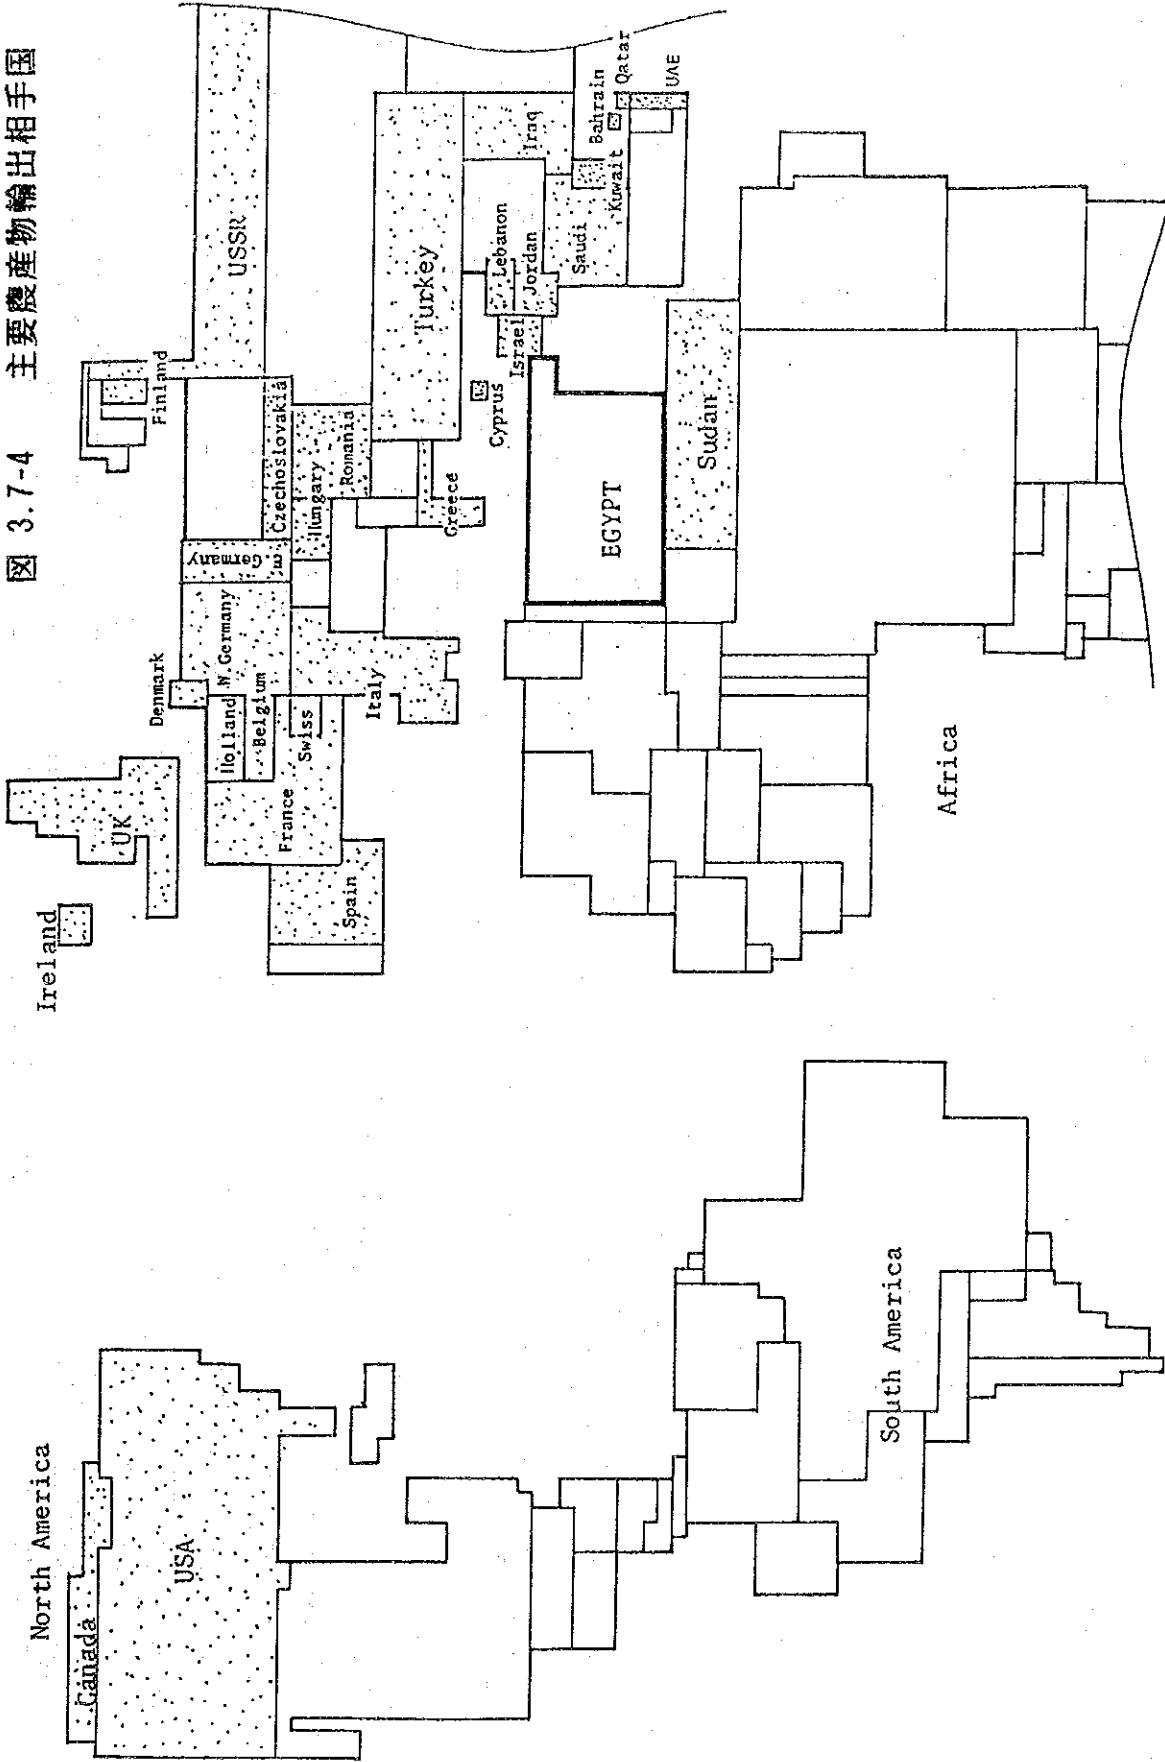 図 3.7-4 主要農産物輸出相手国
North America
Canada
USA
South America
Ireland
UK
Denmark
Finland
USSR
Holland
W.Germany
E.Germany
Belgium
Czechoslovakia
France
Swiss
Hungary
Romania
Spain
Italy
Greece
Turkey
Cyprus
Israel
Lebanon
Jordan
Iraq
Saudi
Kuwait
Bahrain
Qatar
UAE
EGYPT
Sudan
Africa